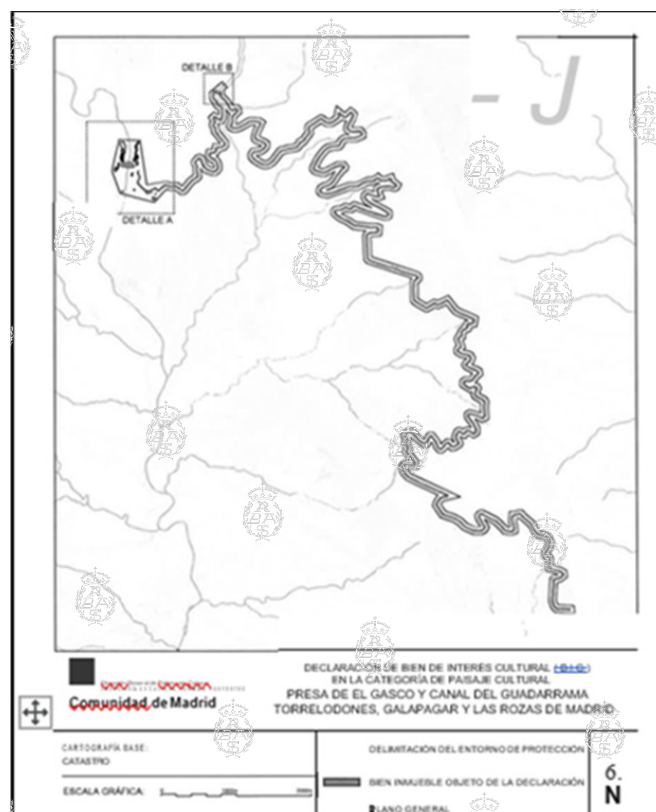 - J
DETALLE B
DETALLE A
DECLARACIÓN DE BIEN DE INTERÉS CULTURAL (B.I.C.)
EN LA CATEGORÍA DE PAISAJE CULTURAL
PRESA DE EL GASCO Y CANAL DEL GUADARRAMA
TORRELODONES, GALAPAGAR Y LAS ROZAS DE MADRID
Comunidad de Madrid
CARTOGRAFÍA BASE:
CATASTRO
ESCALA GRÁFICA:
DELIMITACIÓN DEL ENTORNO DE PROTECCIÓN
BIEN INMUEBLE OBJETO DE LA DECLARACIÓN
PLANO GENERAL
6.
N